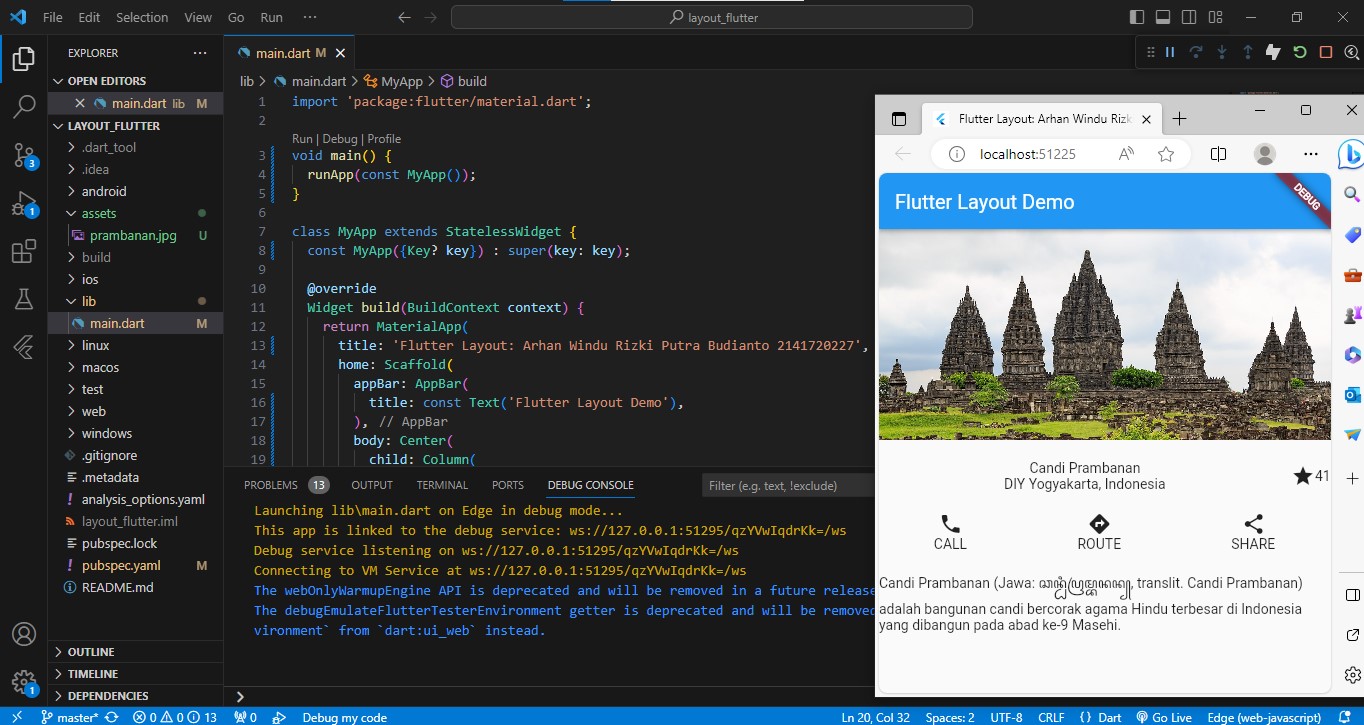 File Edit Selection View Go Run ··· layout_flutter
EXPLORER ···
OPEN EDITORS
main.dart lib M
LAYOUT_FLUTTER
.dart_tool
.idea
android
assets
prambanan.jpg U
build
ios
lib
main.dart M
linux
macos
test
web
windows
.gitignore
.metadata
analysis_options.yaml
layout_flutter.iml
pubspec.lock
pubspec.yaml M
README.md
OUTLINE
TIMELINE
DEPENDENCIES
3
1
1
main.dart M
lib > main.dart > MyApp > build
1 import 'package:flutter/material.dart';
2
Run | Debug | Profile
3 void main() {
4 runApp(const MyApp());
5 }
6
7 class MyApp extends StatelessWidget {
8 const MyApp({Key? key}) : super(key: key);
9
10 @override
11 Widget build(BuildContext context) {
12 return MaterialApp(
13 title: 'Flutter Layout: Arhan Windu Rizki Putra Budianto 2141720227',
14 home: Scaffold(
15 appBar: AppBar(
16 title: const Text('Flutter Layout Demo'),
17 ), // AppBar
18 body: Center(
19 child: Column(
PROBLEMS 13 OUTPUT TERMINAL PORTS DEBUG CONSOLE Filter (e.g. text, !exclude)
Launching lib\main.dart on Edge in debug mode...
This app is linked to the debug service: ws://127.0.0.1:51295/qzYVwIqdrKk=/ws
Debug service listening on ws://127.0.0.1:51295/qzYVwIqdrKk=/ws
Connecting to VM Service at ws://127.0.0.1:51295/qzYVwIqdrKk=/ws
The webOnlyWarmupEngine API is deprecated and will be removed in a future release
The debugEmulateFlutterTesterEnvironment getter is deprecated and will be removed
vironment` from `dart:ui_web` instead.
Flutter Layout: Arhan Windu Rizk
localhost:51225
Flutter Layout Demo
DEBUG
Candi Prambanan
DIY Yogyakarta, Indonesia
41
CALL ROUTE SHARE
Candi Prambanan (Jawa: , translit. Candi Prambanan)
adalah bangunan candi bercorak agama Hindu terbesar di Indonesia
yang dibangun pada abad ke-9 Masehi.
master* 0 0 13 0 Debug my code Ln 20, Col 32 Spaces: 2 UTF-8 CRLF {} Dart Go Live Edge (web-javascript)